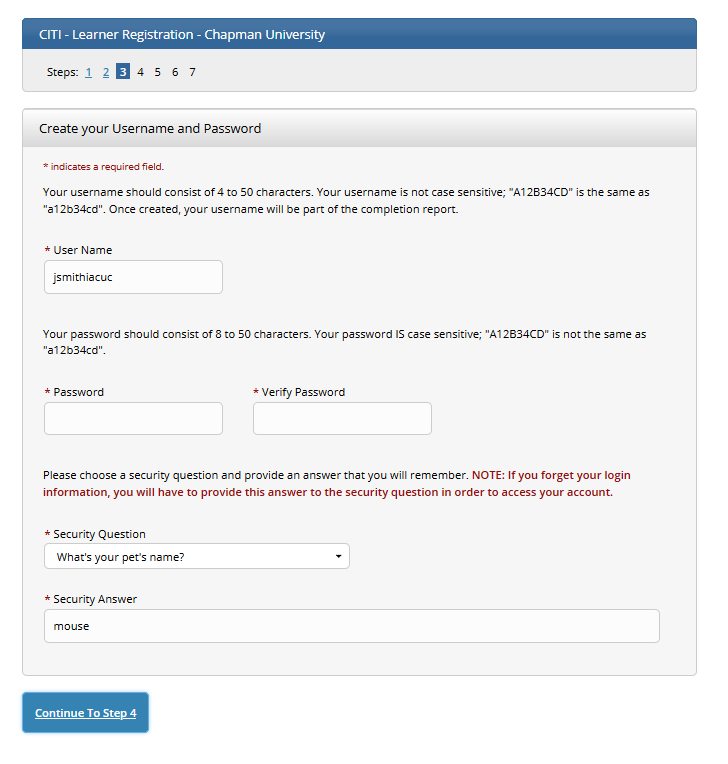 CITI - Learner Registration - Chapman University
Steps: 1 2 3 4 5 6 7
Create your Username and Password
* indicates a required field.
Your username should consist of 4 to 50 characters. Your username is not case sensitive; "A12B34CD" is the same as
"a12b34cd". Once created, your username will be part of the completion report.
* User Name
jsmithiacuc
Your password should consist of 8 to 50 characters. Your password IS case sensitive; "A12B34CD" is not the same as
"a12b34cd".
* Password * Verify Password
Please choose a security question and provide an answer that you will remember. NOTE: If you forget your login
information, you will have to provide this answer to the security question in order to access your account.
* Security Question
What's your pet's name?
* Security Answer
mouse
Continue To Step 4